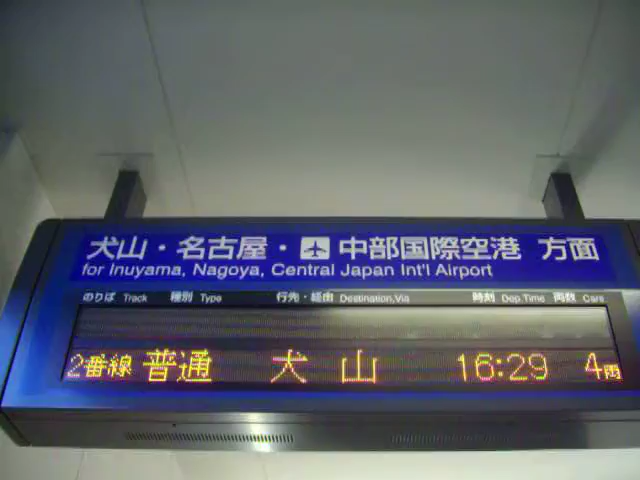 犬山・名古屋・中部国際空港 方面
for Inuyama, Nagoya, Central Japan Int'l Airport
のりば Track 種別 Type 行先・経由 Destination,Via 時刻 Dep.Time 両数 Cars
2番線 普通 犬山 16:29 4両